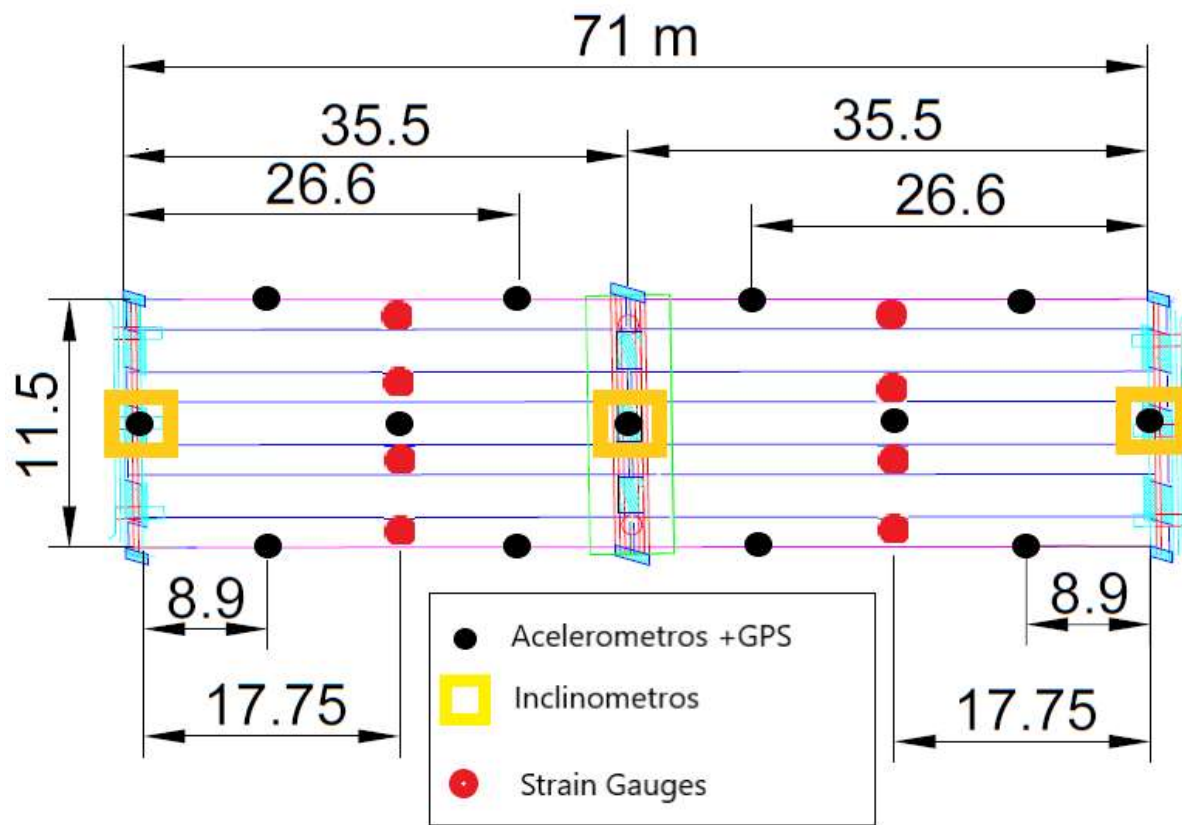 71 m
35.5
35.5
26.6
26.6
11.5
8.9
8.9
17.75
17.75
Acelerometros +GPS
Inclinometros
Strain Gauges